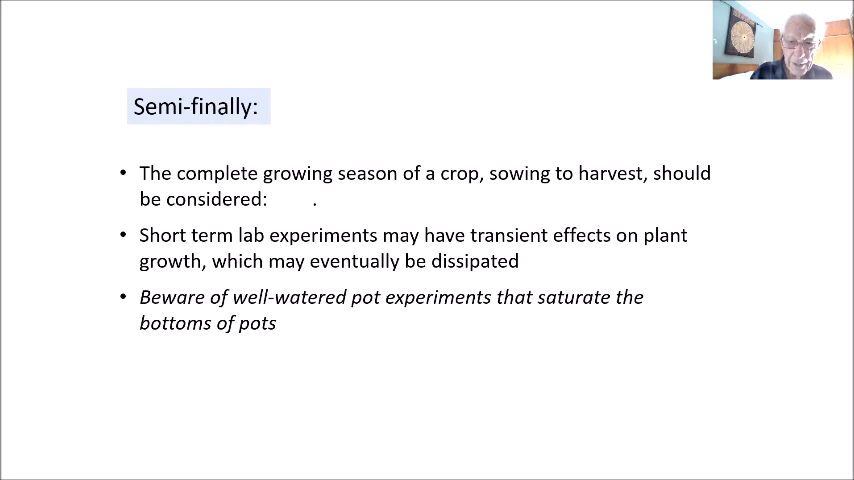 Semi-finally:
• The complete growing season of a crop, sowing to harvest, should
be considered: .
• Short term lab experiments may have transient effects on plant
growth, which may eventually be dissipated
• Beware of well-watered pot experiments that saturate the
bottoms of pots